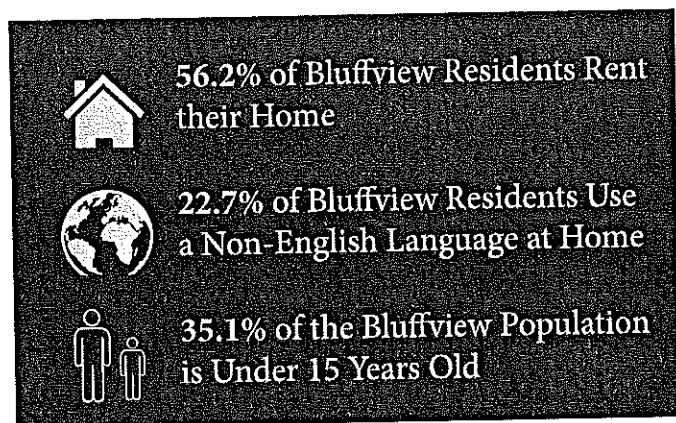 56.2% of Bluffview Residents Rent
their Home
22.7% of Bluffview Residents Use
a Non-English Language at Home
35.1% of the Bluffview Population
is Under 15 Years Old